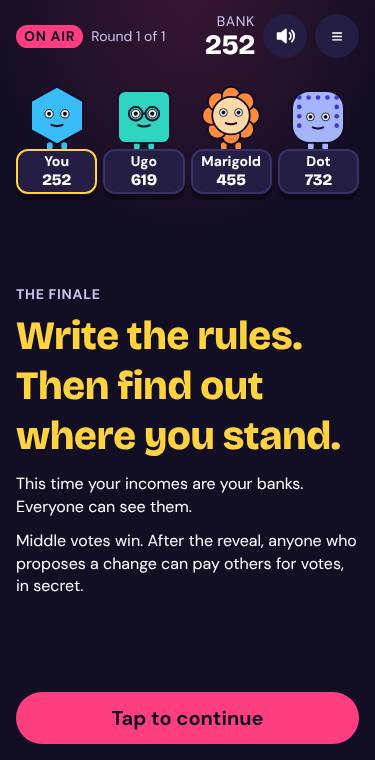 ON AIR
Round 1 of 1
BANK
252
You
252
Ugo
619
Marigold
455
Dot
732
THE FINALE
Write the rules.
Then find out
where you stand.
This time your incomes are your banks.
Everyone can see them.
Middle votes win. After the reveal, anyone who
proposes a change can pay others for votes,
in secret.
Tap to continue